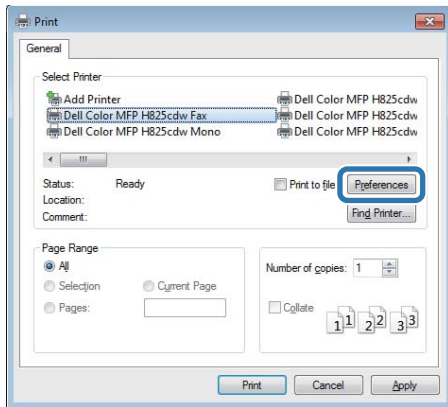 Print
General
Select Printer
Add Printer
Dell Color MFP H825cdw Fax
Dell Color MFP H825cdw Mono
Dell Color MFP H825cdw
Dell Color MFP H825cdw
Dell Color MFP H825cdw
Status: Ready
Location:
Comment:
Print to file
Preferences
Find Printer...
Page Range
All
Selection
Current Page
Pages:
Number of copies: 1
Collate
1 1 2 2 3 3
Print
Cancel
Apply